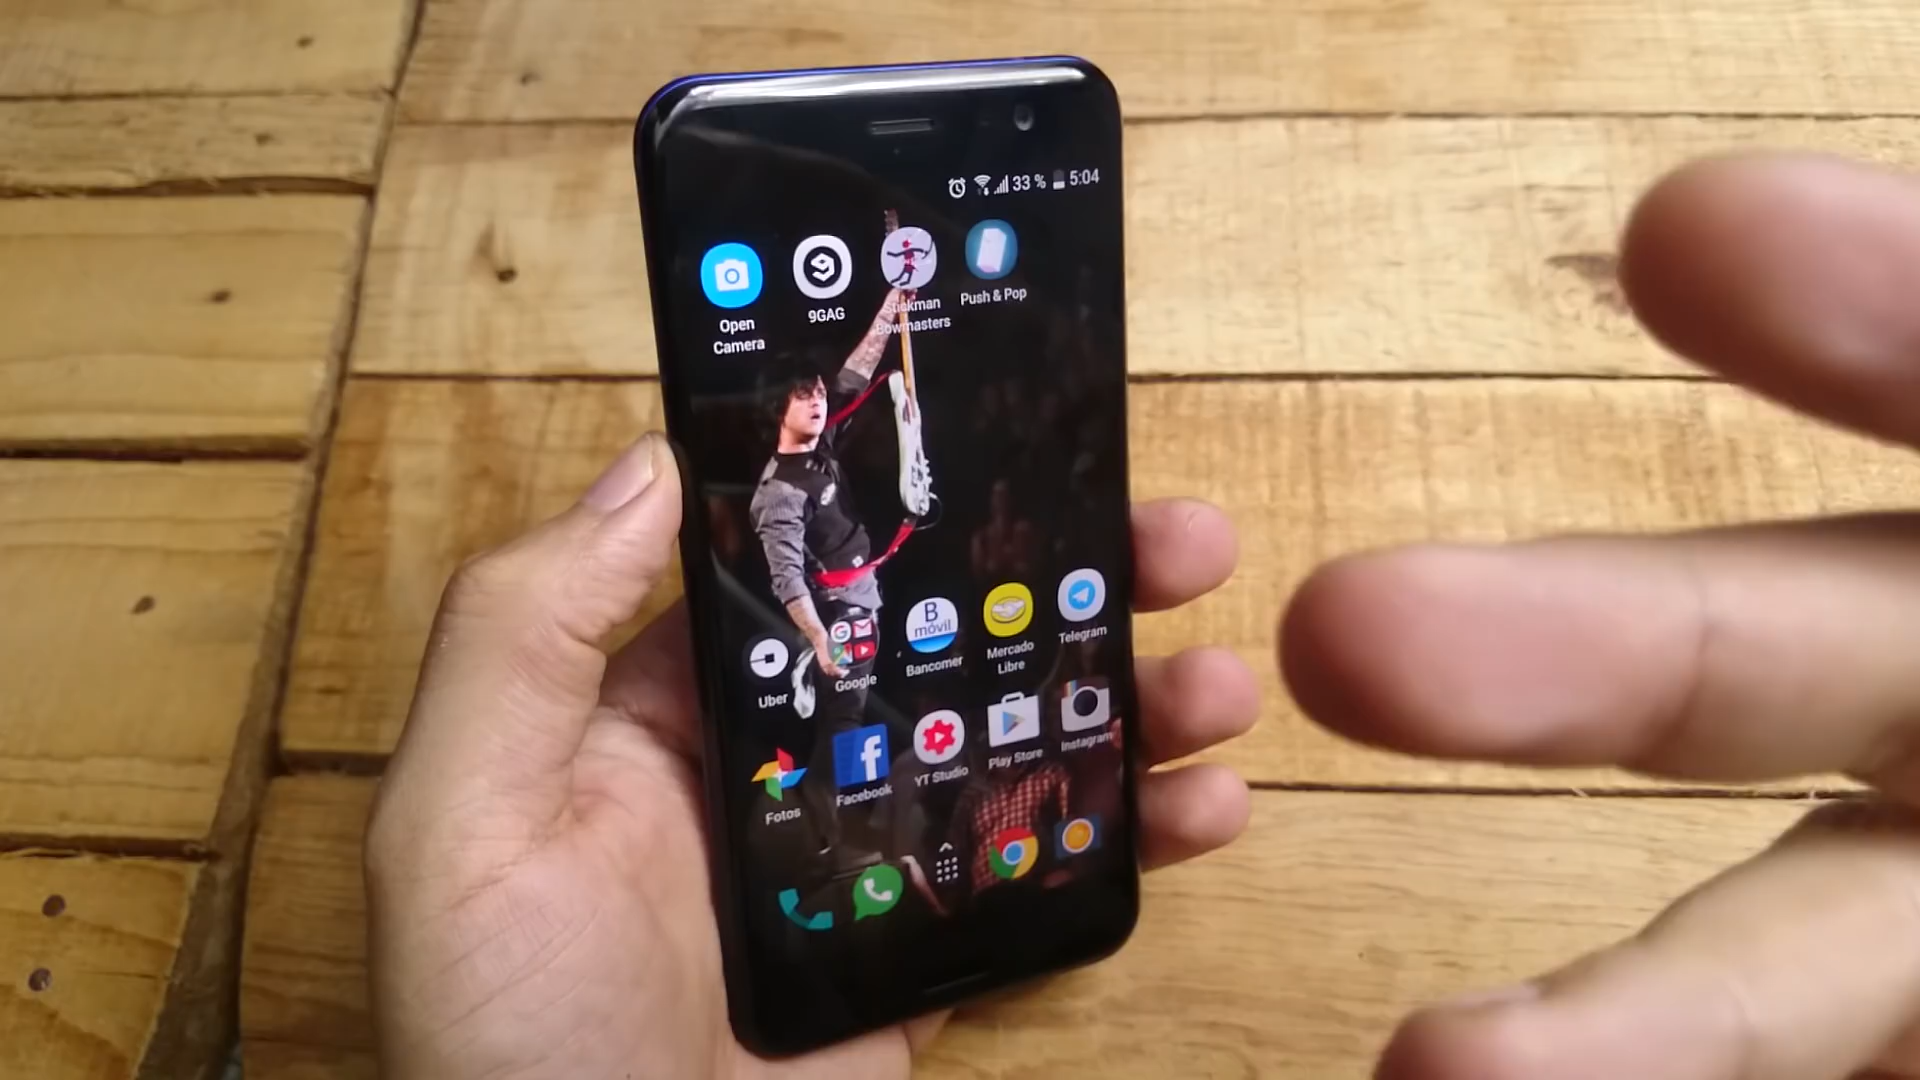 33 % 5:04
Open
Camera
9GAG
Stickman
Bowmasters
Push & Pop
Uber
Google
B
móvil
Bancomer
Mercado
Libre
Telegram
Fotos
Facebook
YT Studio
Play Store
Instagram